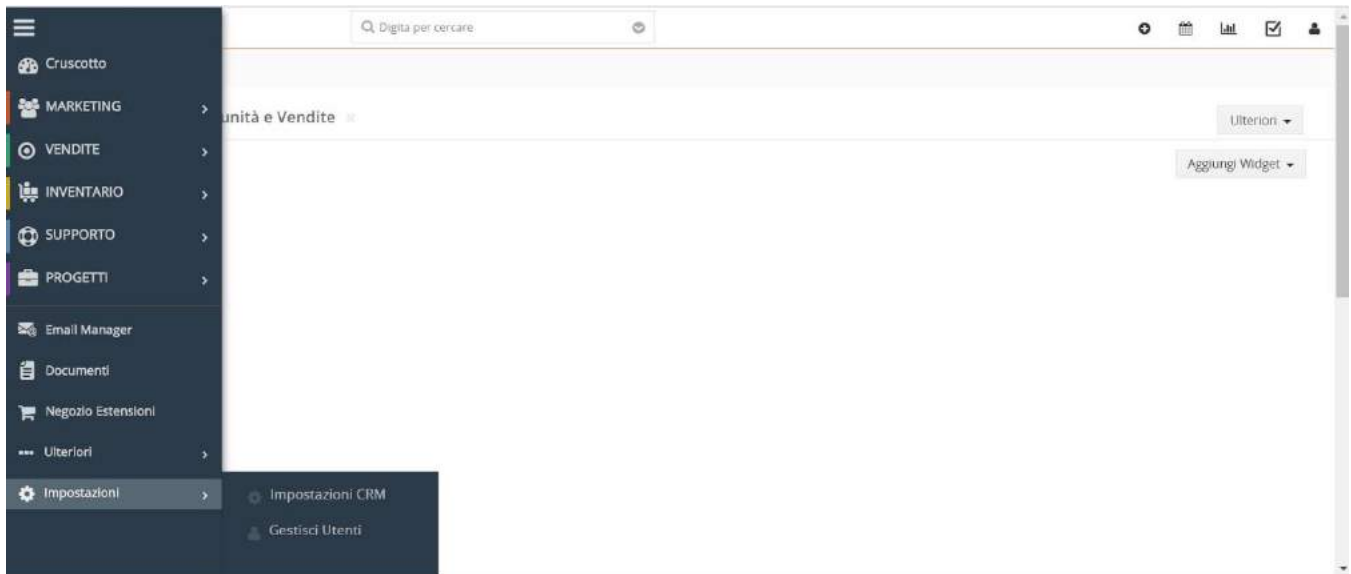 Digita per cercare
Cruscotto
MARKETING
unità e Vendite
Ulteriori
VENDITE
Aggiungi Widget
INVENTARIO
SUPPORTO
PROGETTI
Email Manager
Documenti
Negozio Estensioni
Ulteriori
Impostazioni
Impostazioni CRM
Gestisci Utenti